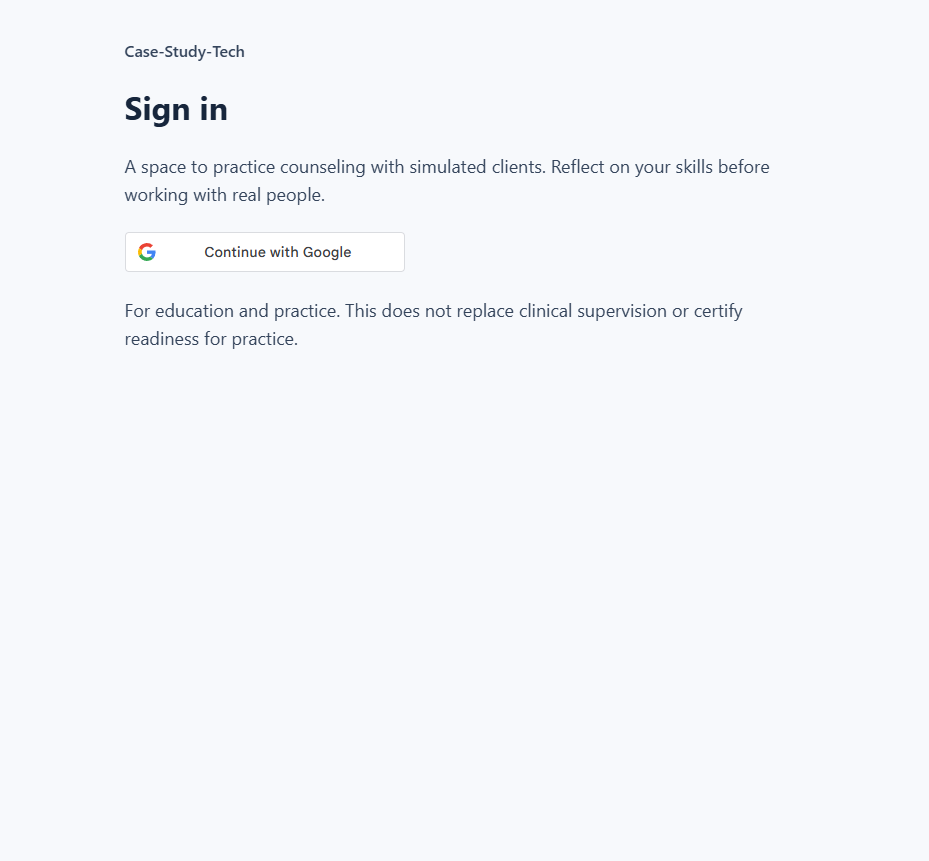 Case-Study-Tech
Sign in
A space to practice counseling with simulated clients. Reflect on your skills before
working with real people.
Continue with Google
For education and practice. This does not replace clinical supervision or certify
readiness for practice.